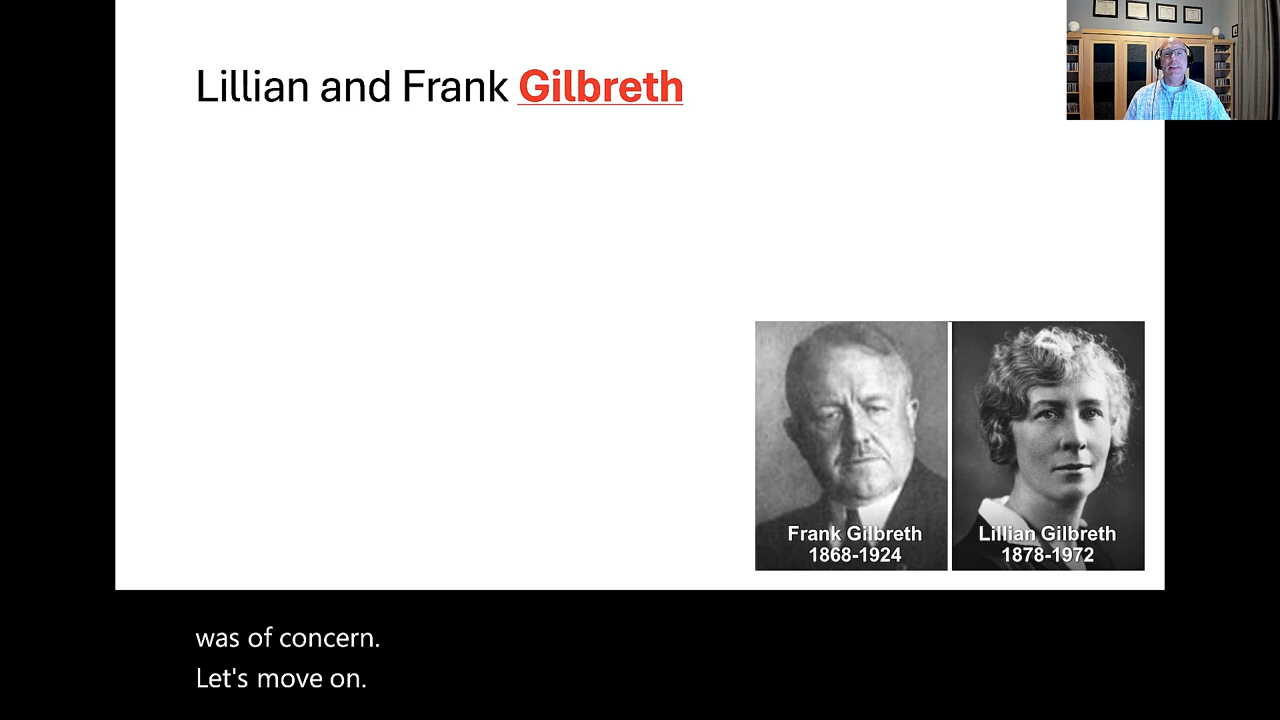 Lillian and Frank Gilbreth
Frank Gilbreth
1868-1924
Lillian Gilbreth
1878-1972
was of concern.
Let's move on.